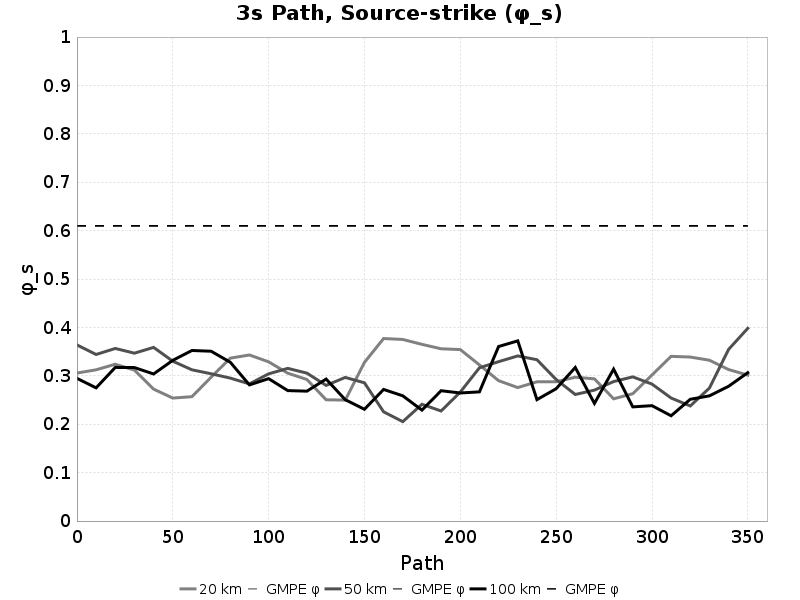 3s Path, Source-strike (φ_s)
1
0.9
0.8
0.7
0.6
0.5
0.4
0.3
0.2
0.1
0
φ_s
0 50 100 150 200 250 300 350
Path
20 km GMPE φ 50 km GMPE φ 100 km GMPE φ